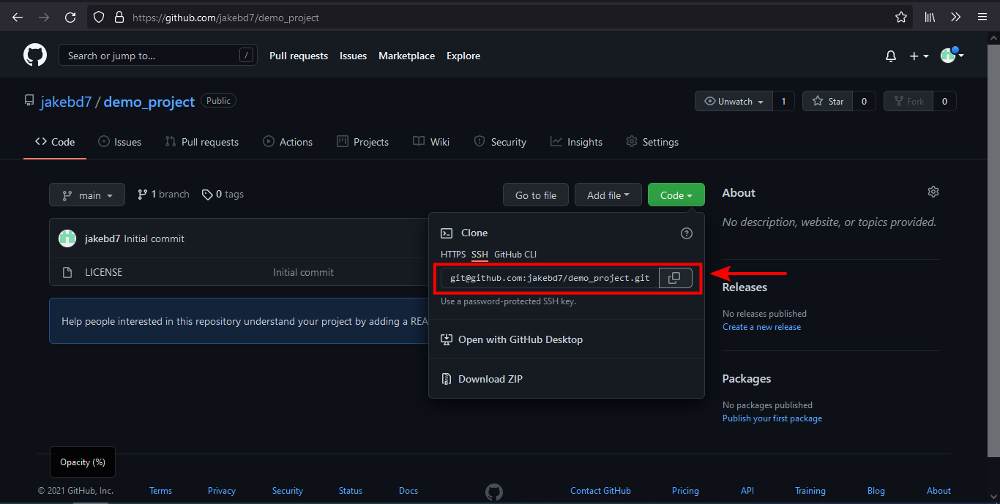 https://github.com/jakebd7/demo_project
Search or jump to... /
Pull requests Issues Marketplace Explore
jakebd7 / demo_project Public
Unwatch 1 Star 0 Fork 0
Code Issues Pull requests Actions Projects Wiki Security Insights Settings
main 1 branch 0 tags Go to file Add file Code
jakebd7 Initial commit
LICENSE Initial commit
Help people interested in this repository understand your project by adding a REA
Clone
HTTPS SSH GitHub CLI
git@github.com:jakebd7/demo_project.git
Use a password-protected SSH key.
Open with GitHub Desktop
Download ZIP
About
No description, website, or topics provided.
Releases
No releases published
Create a new release
Packages
No packages published
Publish your first package
Opacity (%)
© 2021 GitHub, Inc. Terms Privacy Security Status Docs Contact GitHub Pricing API Training Blog About